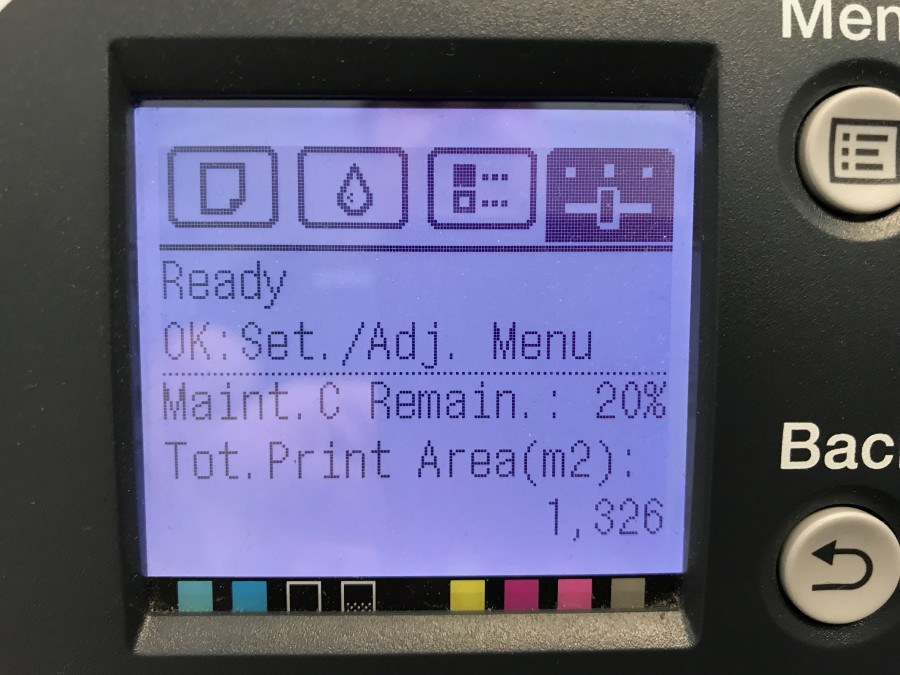 Men
Ready
OK:Set./Adj. Menu
Maint.C Remain.: 20%
Tot.Print Area(m2):
1,326
Bac